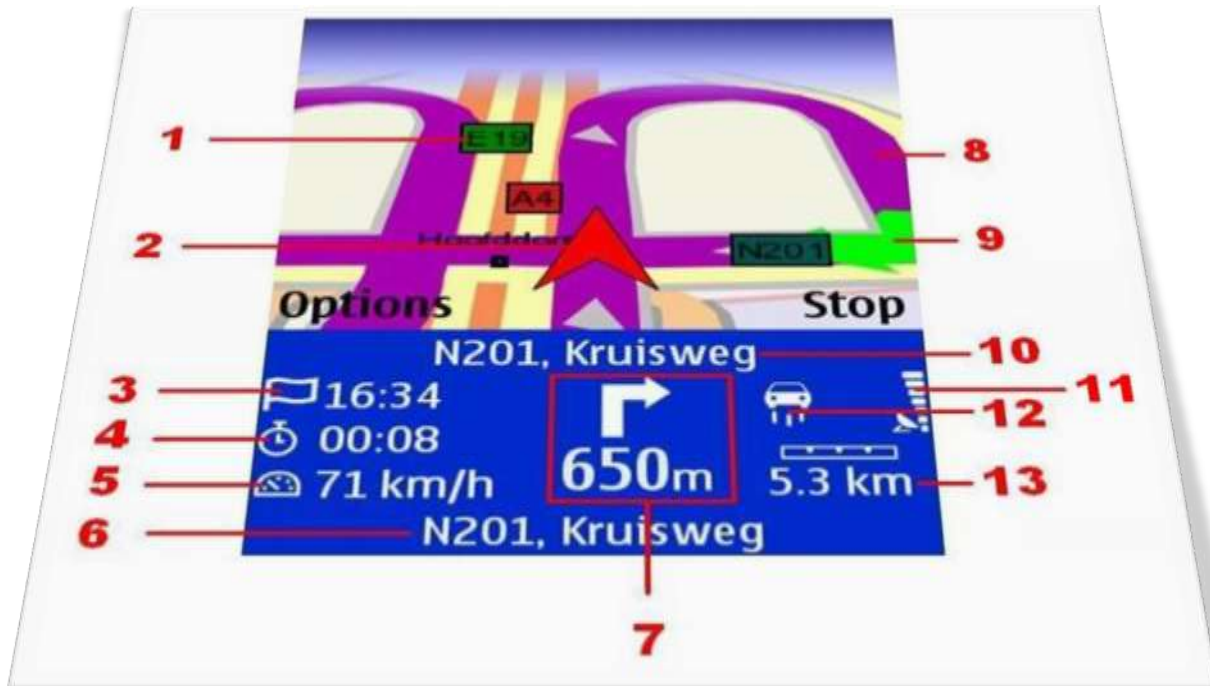 1
E19
8
A4
2
Hoofddorp
N201
9
Options
Stop
N201, Kruisweg
10
3
16:34
11
12
4
00:08
5
71 km/h
650m
5.3 km
13
6
N201, Kruisweg
7